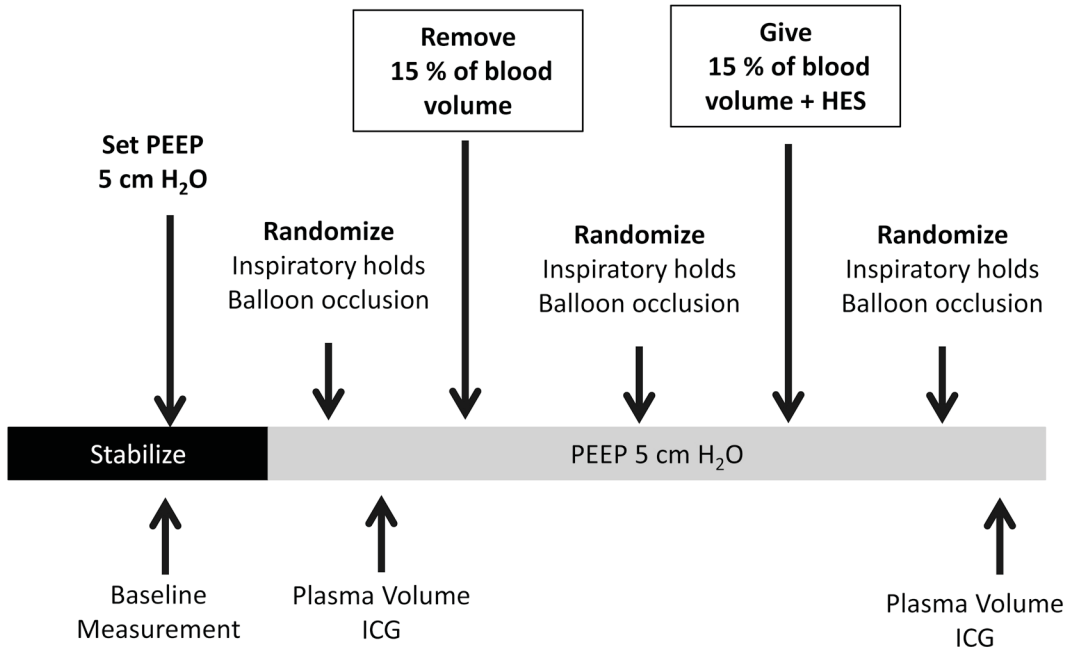 Remove
15 % of blood
volume
Give
15 % of blood
volume + HES
Set PEEP
5 cm H₂O
Randomize
Inspiratory holds
Balloon occlusion
Randomize
Inspiratory holds
Balloon occlusion
Randomize
Inspiratory holds
Balloon occlusion
Stabilize
PEEP 5 cm H₂O
Baseline
Measurement
Plasma Volume
ICG
Plasma Volume
ICG